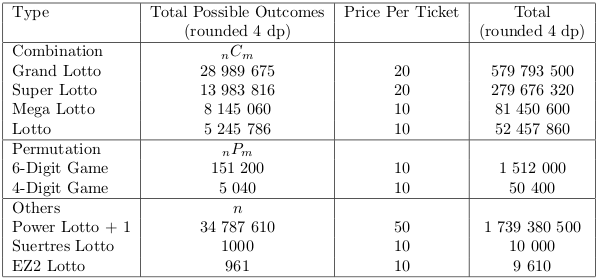 Type Total Possible Outcomes Price Per Ticket Total
(rounded 4 dp) (rounded 4 dp)
Combination nCm
Grand Lotto 28 989 675 20 579 793 500
Super Lotto 13 983 816 20 279 676 320
Mega Lotto 8 145 060 10 81 450 600
Lotto 5 245 786 10 52 457 860
Permutation nPm
6-Digit Game 151 200 10 1 512 000
4-Digit Game 5 040 10 50 400
Others n
Power Lotto + 1 34 787 610 50 1 739 380 500
Suertres Lotto 1000 10 10 000
EZ2 Lotto 961 10 9 610